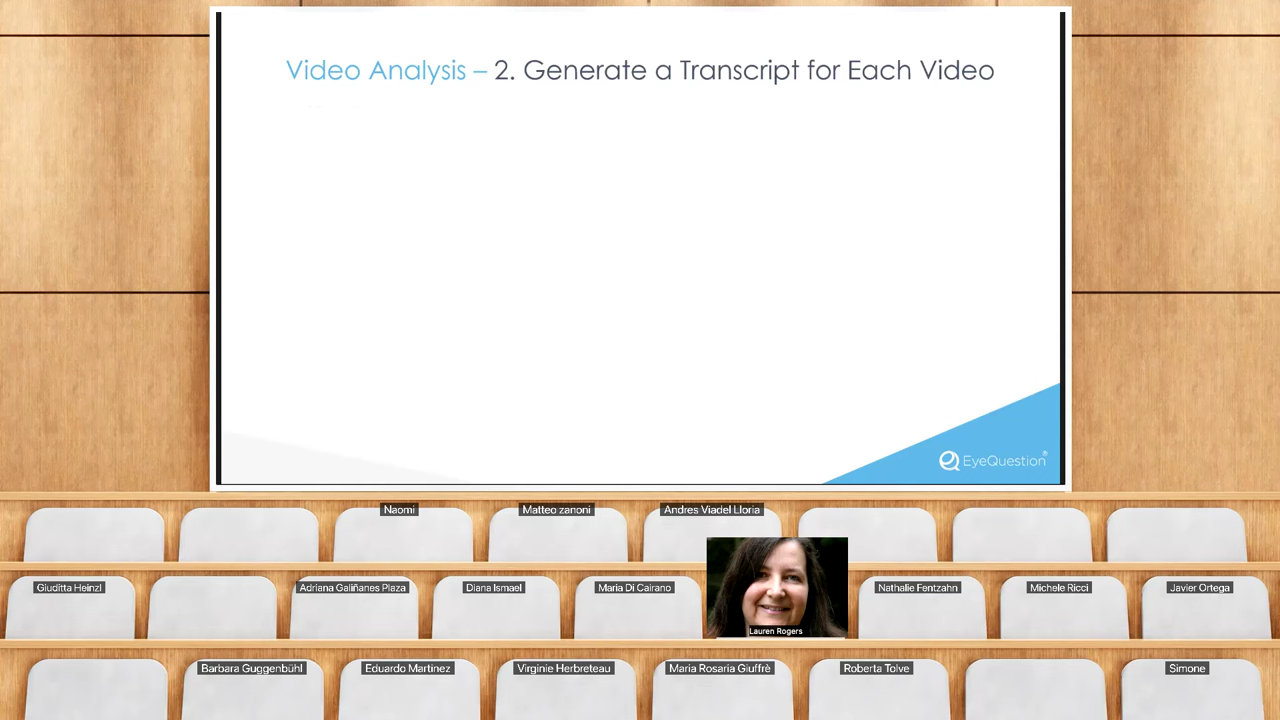 Video Analysis – 2. Generate a Transcript for Each Video
EyeQuestion®
Naomi
Matteo zanoni
Andres Viadel Lloria
Giuditta Heinzl
Adriana Galiñanes Plaza
Diana Ismael
Maria Di Cairano
Lauren Rogers
Nathalie Fentzahn
Michele Ricci
Javier Ortega
Barbara Guggenbühl
Eduardo Martinez
Virginie Herbreteau
Maria Rosaria Giuffrè
Roberta Tolve
Simone